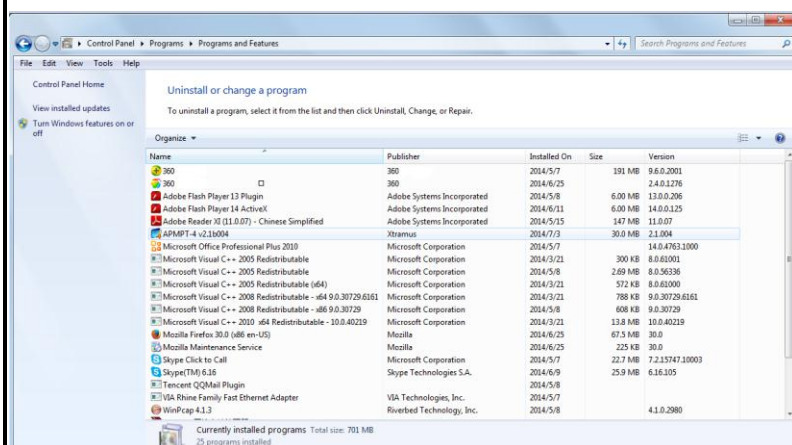 Control Panel ▸ Programs ▸ Programs and Features
Search Programs and Features
File Edit View Tools Help
Control Panel Home
View installed updates
Turn Windows features on or
off
Uninstall or change a program
To uninstall a program, select it from the list and then click Uninstall, Change, or Repair.
Organize
Name Publisher Installed On Size Version
360 360 2014/5/7 191 MB 9.6.0.2001
360 360 2014/6/25 2.4.0.1276
Adobe Flash Player 13 Plugin Adobe Systems Incorporated 2014/5/8 6.00 MB 13.0.0.206
Adobe Flash Player 14 ActiveX Adobe Systems Incorporated 2014/6/11 6.00 MB 14.0.0.125
Adobe Reader XI (11.0.07) - Chinese Simplified Adobe Systems Incorporated 2014/5/15 147 MB 11.0.07
APMPT-4 v2.1b004 Xtramus 2014/7/3 30.0 MB 2.1.004
Microsoft Office Professional Plus 2010 Microsoft Corporation 2014/5/7 14.0.4763.1000
Microsoft Visual C++ 2005 Redistributable Microsoft Corporation 2014/3/21 300 KB 8.0.61001
Microsoft Visual C++ 2005 Redistributable Microsoft Corporation 2014/5/8 2.69 MB 8.0.56336
Microsoft Visual C++ 2005 Redistributable (x64) Microsoft Corporation 2014/3/21 572 KB 8.0.61000
Microsoft Visual C++ 2008 Redistributable - x64 9.0.30729.6161 Microsoft Corporation 2014/3/21 788 KB 9.0.30729.6161
Microsoft Visual C++ 2008 Redistributable - x86 9.0.30729 Microsoft Corporation 2014/5/8 608 KB 9.0.30729
Microsoft Visual C++ 2010 x64 Redistributable - 10.0.40219 Microsoft Corporation 2014/3/21 13.8 MB 10.0.40219
Mozilla Firefox 30.0 (x86 en-US) Mozilla 2014/6/25 67.5 MB 30.0
Mozilla Maintenance Service Mozilla 2014/6/25 225 KB 30.0
Skype Click to Call Microsoft Corporation 2014/5/7 22.7 MB 7.2.15747.10003
Skype(TM) 6.16 Skype Technologies S.A. 2014/6/9 25.9 MB 6.16.105
Tencent QQMail Plugin 2014/5/8
VIA Rhine Family Fast Ethernet Adapter VIA Technologies, Inc. 2014/5/7
WinPcap 4.1.3 Riverbed Technology, Inc. 2014/5/8 4.1.0.2980
Currently installed programs Total size: 701 MB
25 programs installed